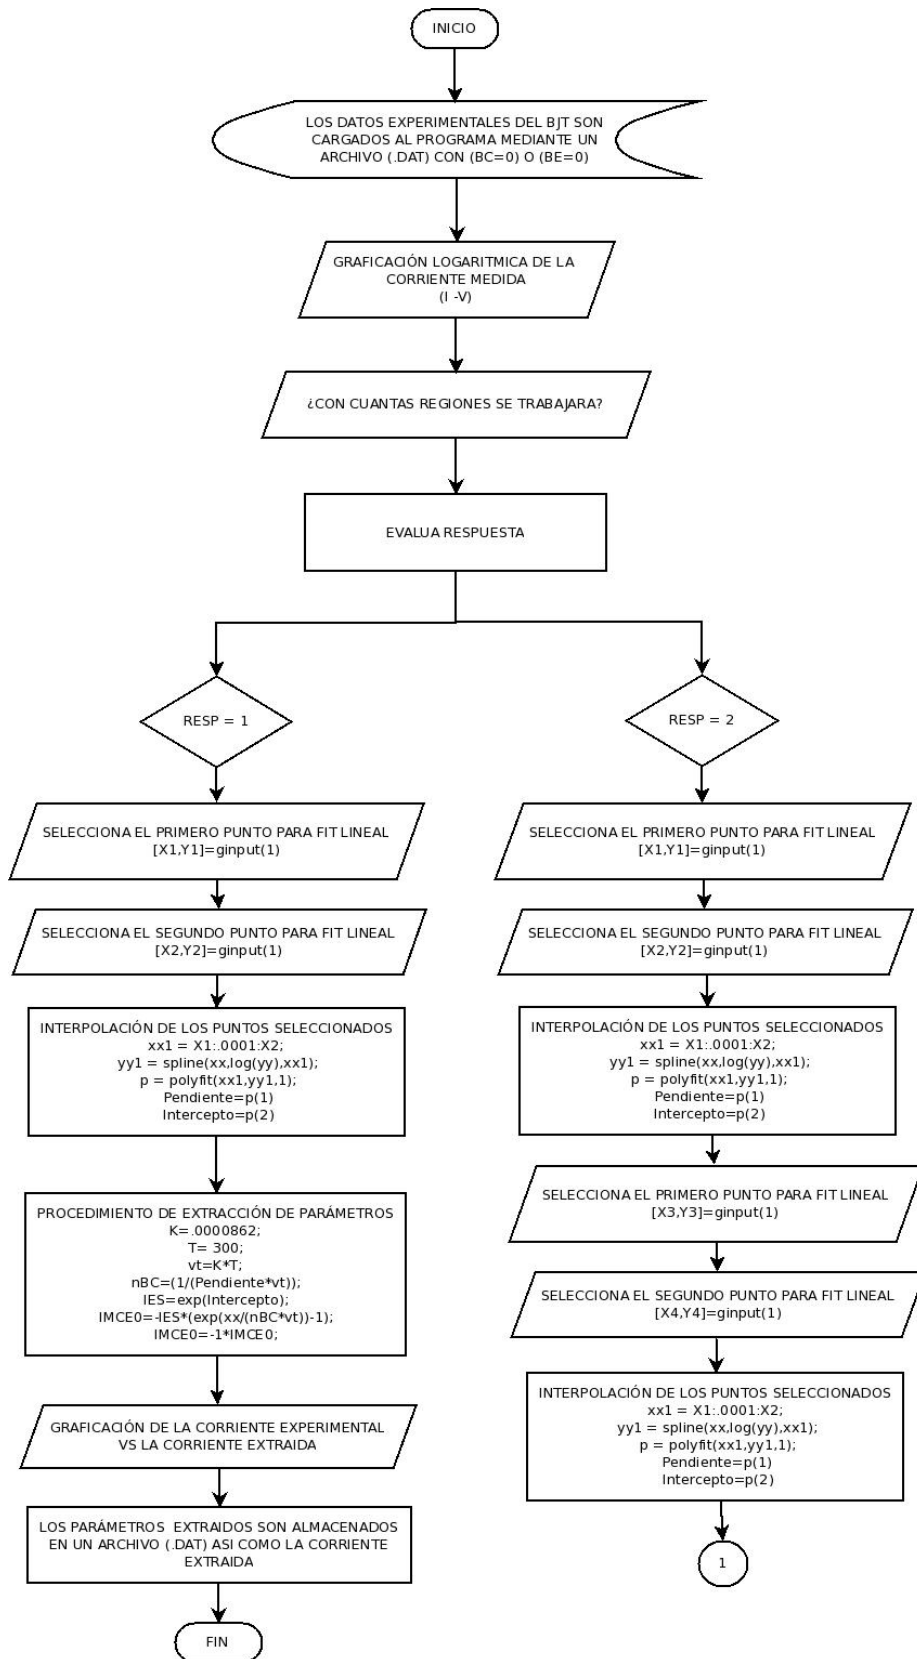 INICIO
LOS DATOS EXPERIMENTALES DEL BJT SON
CARGADOS AL PROGRAMA MEDIANTE UN
ARCHIVO (.DAT) CON (BC=0) O (BE=0)
GRAFICACIÓN LOGARITMICA DE LA
CORRIENTE MEDIDA
(I -V)
¿CON CUANTAS REGIONES SE TRABAJARA?
EVALUA RESPUESTA
RESP = 1
SELECCIONA EL PRIMERO PUNTO PARA FIT LINEAL
[X1,Y1]=ginput(1)
SELECCIONA EL SEGUNDO PUNTO PARA FIT LINEAL
[X2,Y2]=ginput(1)
INTERPOLACIÓN DE LOS PUNTOS SELECCIONADOS
xx1 = X1:.0001:X2;
yy1 = spline(xx,log(yy),xx1);
p = polyfit(xx1,yy1,1);
Pendiente=p(1)
Intercepto=p(2)
PROCEDIMIENTO DE EXTRACCIÓN DE PARÁMETROS
K=.0000862;
T= 300;
vt=K*T;
nBC=(1/(Pendiente*vt));
IES=exp(Intercepto);
IMCE0=-IES*(exp(xx/(nBC*vt))-1);
IMCE0=-1*IMCE0;
GRAFICACIÓN DE LA CORRIENTE EXPERIMENTAL
VS LA CORRIENTE EXTRAIDA
LOS PARÁMETROS EXTRAIDOS SON ALMACENADOS
EN UN ARCHIVO (.DAT) ASI COMO LA CORRIENTE
EXTRAIDA
FIN
RESP = 2
SELECCIONA EL PRIMERO PUNTO PARA FIT LINEAL
[X1,Y1]=ginput(1)
SELECCIONA EL SEGUNDO PUNTO PARA FIT LINEAL
[X2,Y2]=ginput(1)
INTERPOLACIÓN DE LOS PUNTOS SELECCIONADOS
xx1 = X1:.0001:X2;
yy1 = spline(xx,log(yy),xx1);
p = polyfit(xx1,yy1,1);
Pendiente=p(1)
Intercepto=p(2)
SELECCIONA EL PRIMERO PUNTO PARA FIT LINEAL
[X3,Y3]=ginput(1)
SELECCIONA EL SEGUNDO PUNTO PARA FIT LINEAL
[X4,Y4]=ginput(1)
INTERPOLACIÓN DE LOS PUNTOS SELECCIONADOS
xx1 = X1:.0001:X2;
yy1 = spline(xx,log(yy),xx1);
p = polyfit(xx1,yy1,1);
Pendiente=p(1)
Intercepto=p(2)
1